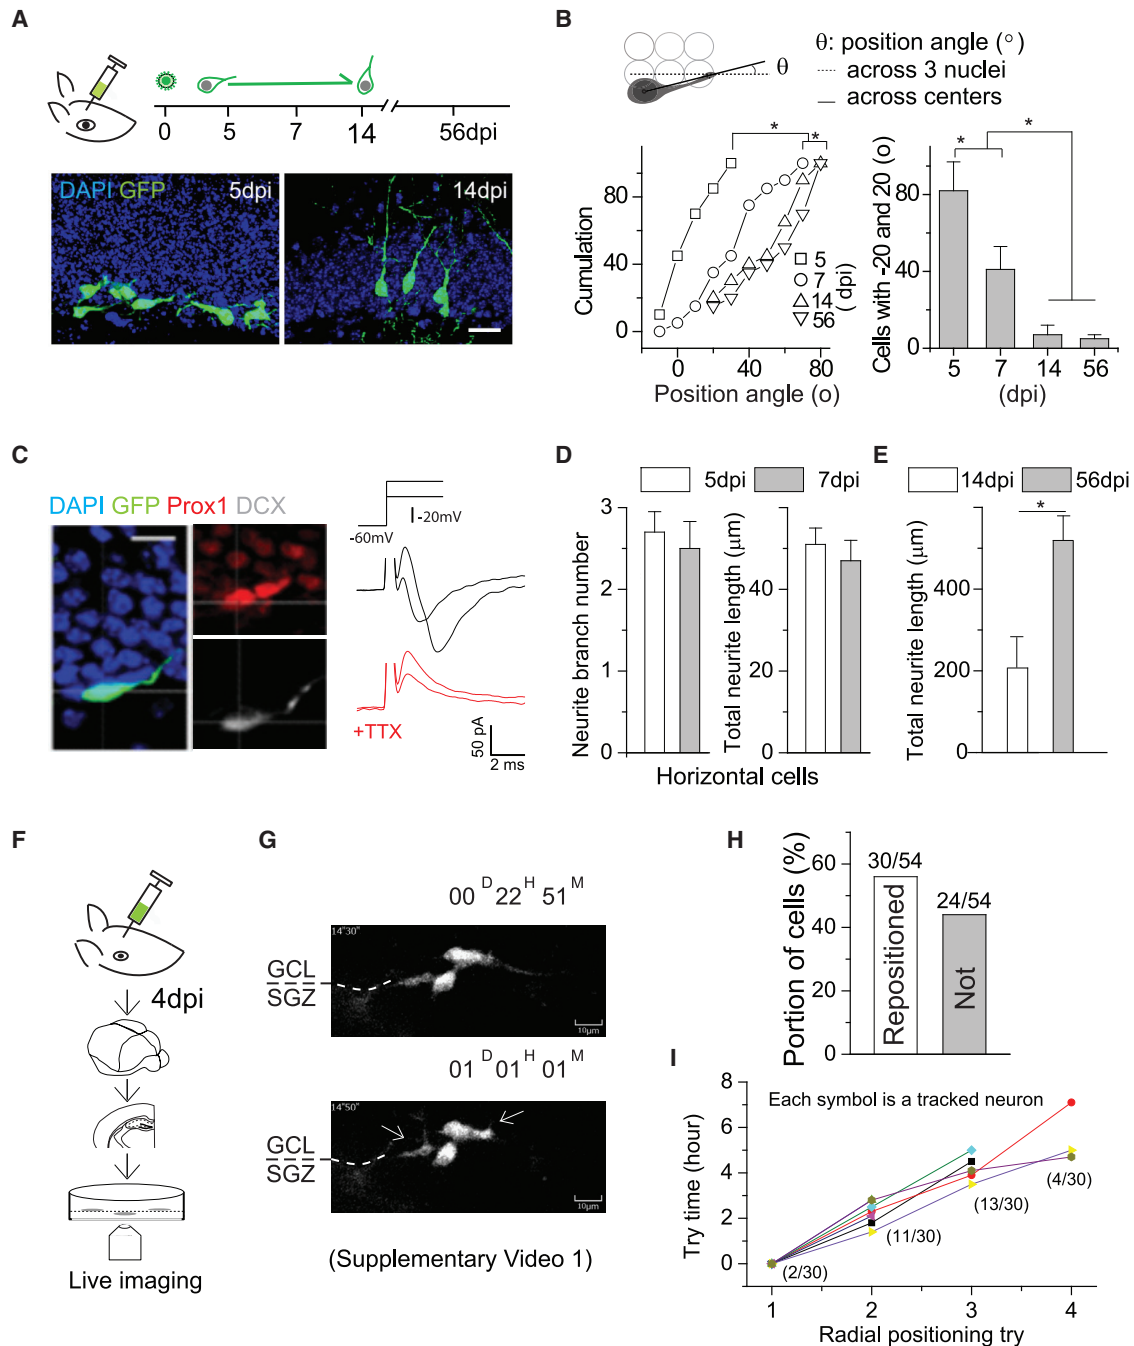 A
0 5 7 14 56dpi
DAPI GFP 5dpi
14dpi
B
θ: position angle (°)
across 3 nuclei
across centers
θ
*
*
Cumulation
80
40
0
0 40 80
Position angle (o)
5
7
14
56
(dpi)
*
*
Cells with -20 and 20 (o)
80
40
0
5 7 14 56
(dpi)
C
DAPI GFP Prox1 DCX
-20mV
-60mV
+TTX
50 pA
2 ms
D
5dpi 7dpi
Neurite branch number
3
2
1
0
Total neurite length (μm)
40
20
0
Horizontal cells
E
14dpi 56dpi
*
Total neurite length (μm)
400
200
0
F
4dpi
Live imaging
G
00 D 22 H 51 M
14"30"
GCL
SGZ
10μm
01 D 01 H 01 M
14"50"
GCL
SGZ
10μm
(Supplementary Video 1)
H
Portion of cells (%)
60
40
20
0
30/54
Repositioned
24/54
Not
I
Try time (hour)
8
6
4
2
0
Each symbol is a tracked neuron
(2/30)
(11/30)
(13/30)
(4/30)
1 2 3 4
Radial positioning try